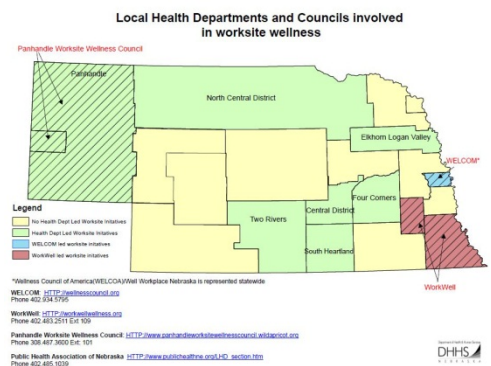 Local Health Departments and Councils involved
in worksite wellness
Panhandle Worksite Wellness Council
Panhandle
North Central District
Elkhorn Logan Valley
WELCOM*
Four Corners
Central District
Two Rivers
South Heartland
WorkWell
Legend
No Health Dept Led Worksite Initiatives
Health Dept Led Worksite Initiatives
WELCOM led worksite initiatives
WorkWell led worksite initiatives
*Wellness Council of America(WELCOA)/Well Workplace Nebraska is represented statewide
WELCOM: HTTP://wellnesscouncil.org
Phone 402.934.5795
WorkWell: HTTP://workwellwellness.org
Phone 402.483.2511 Ext: 109
Panhandle Worksite Wellness Council: HTTP://www.panhandleworksitewellnesscouncil.wildapricot.org
Phone 308.487.3600 Ext: 101
Public Health Association of Nebraska HTTP://www.publichealthne.org/LHD_section.htm
Phone 402.485.1039
DHHS
NEBRASKA